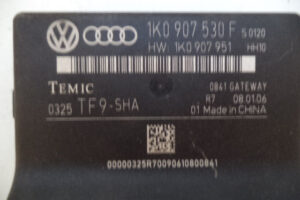 1K0 907 530 F S 0120
HW: 1K0 907 951 HH10
TEMIC 0841 GATEWAY
R7 08.01.06
0325 TF9-SHA 01 Made in CHINA
00000325R70090610800841